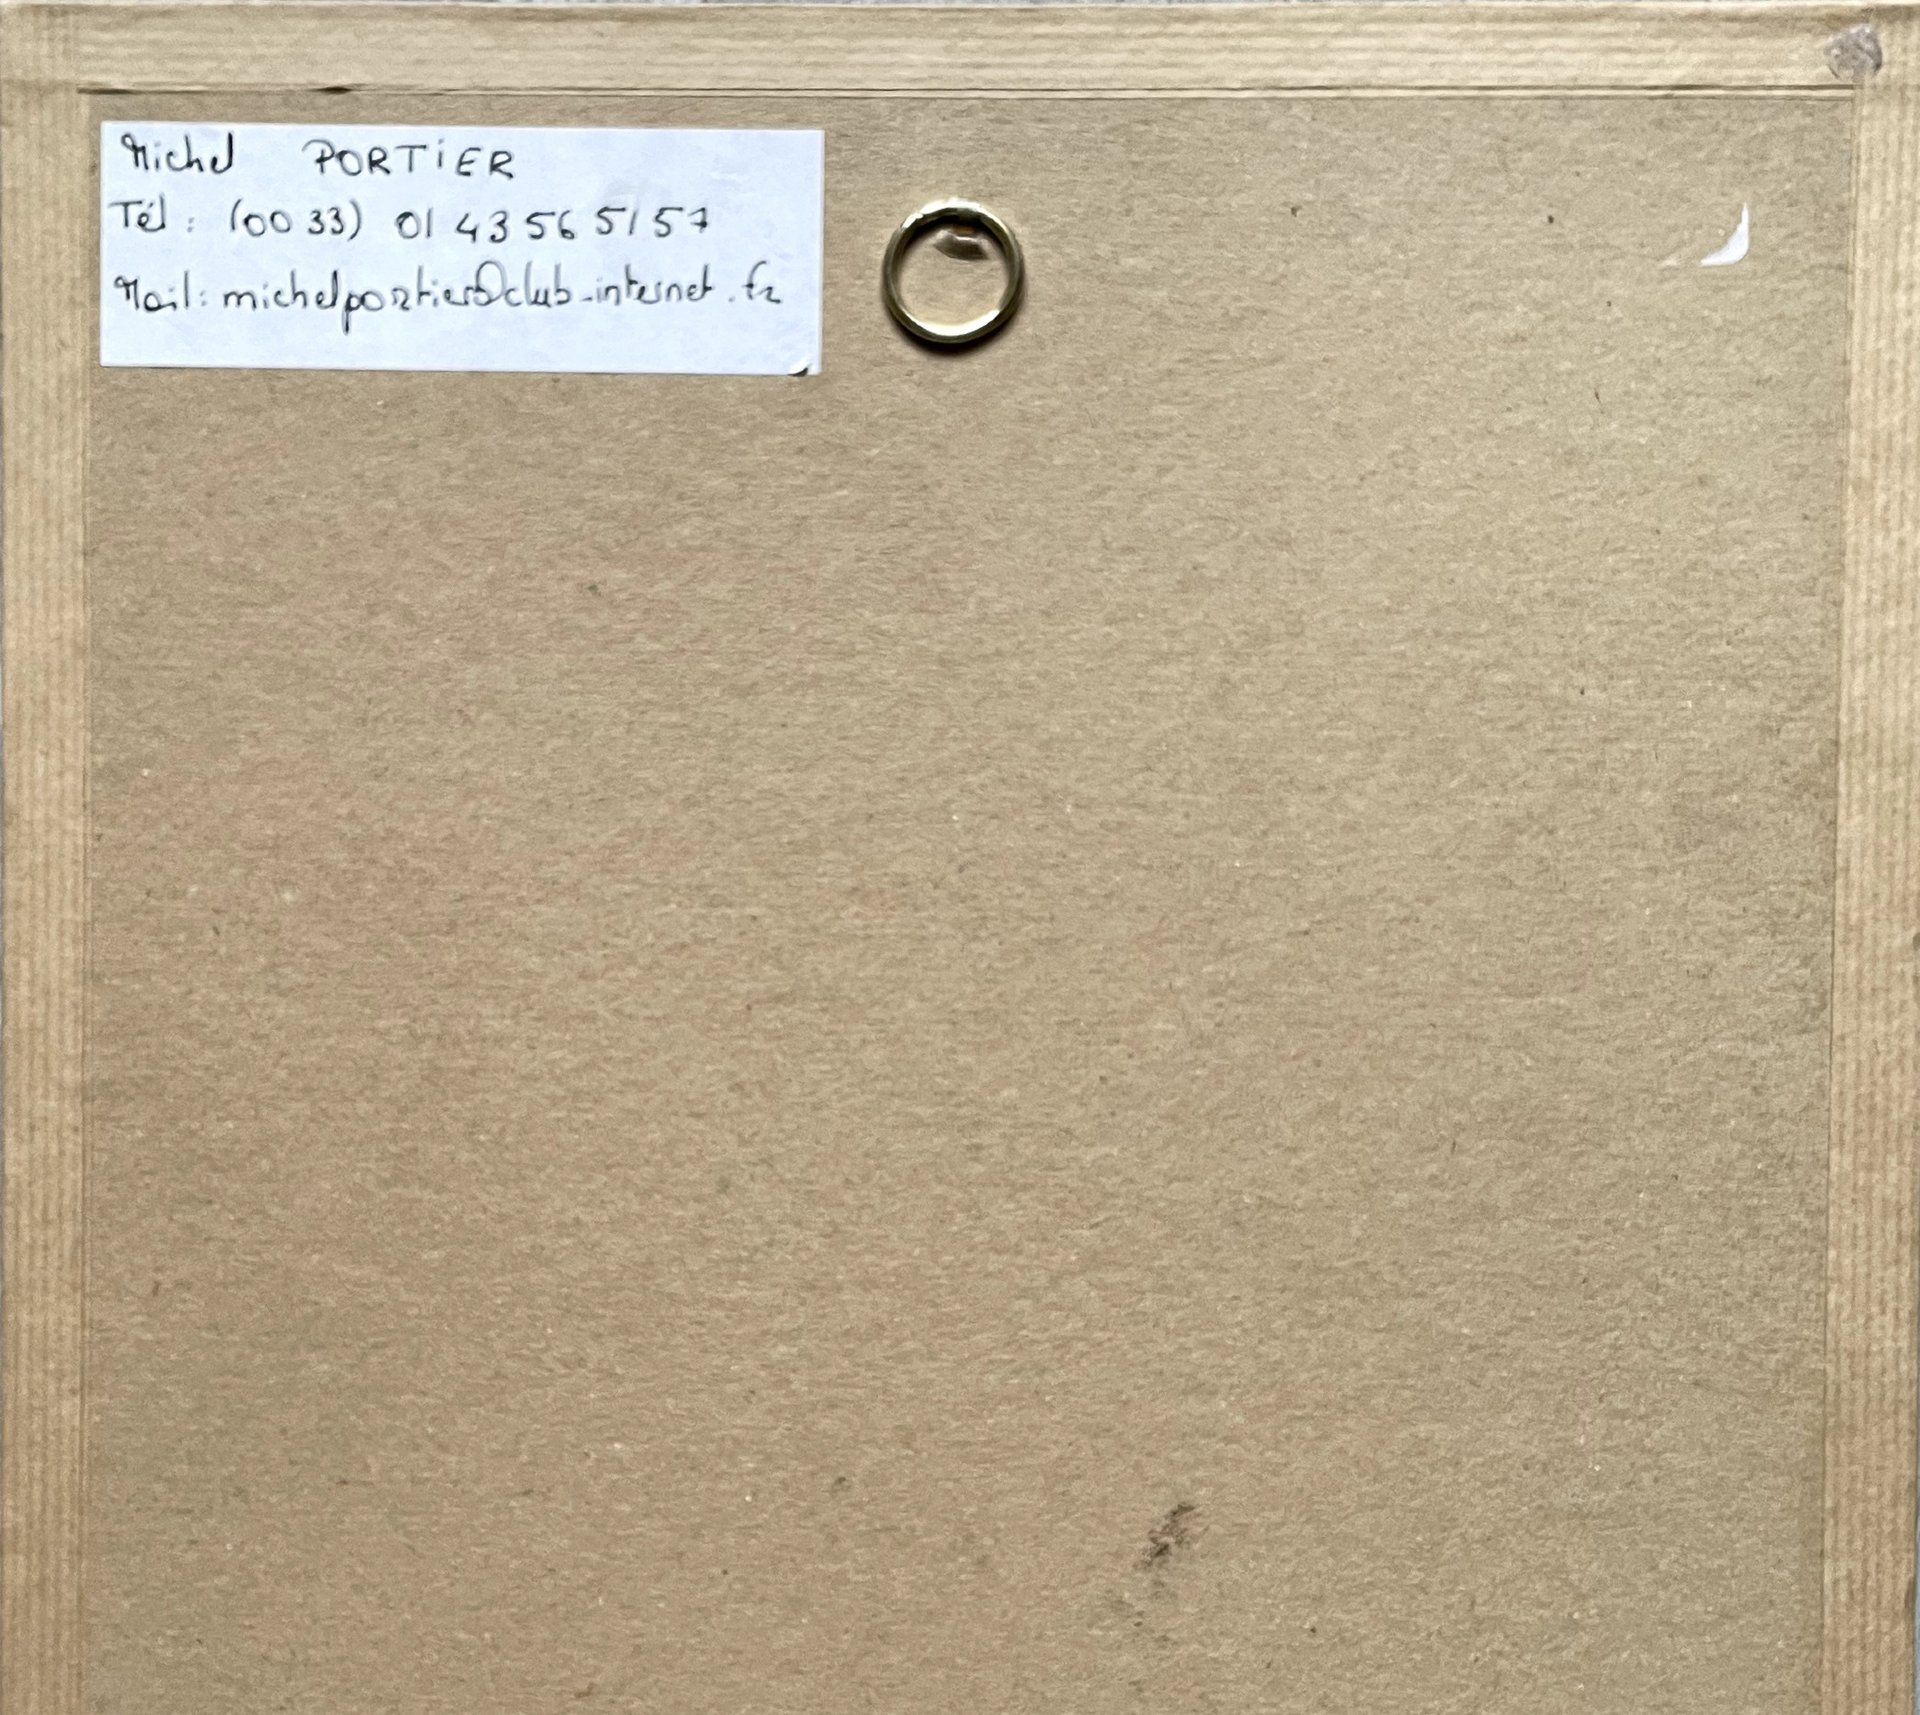 Michel PORTiER
Tél : (00 33) 01 43 56 51 57
Mail : michelportier@club-internet.fr